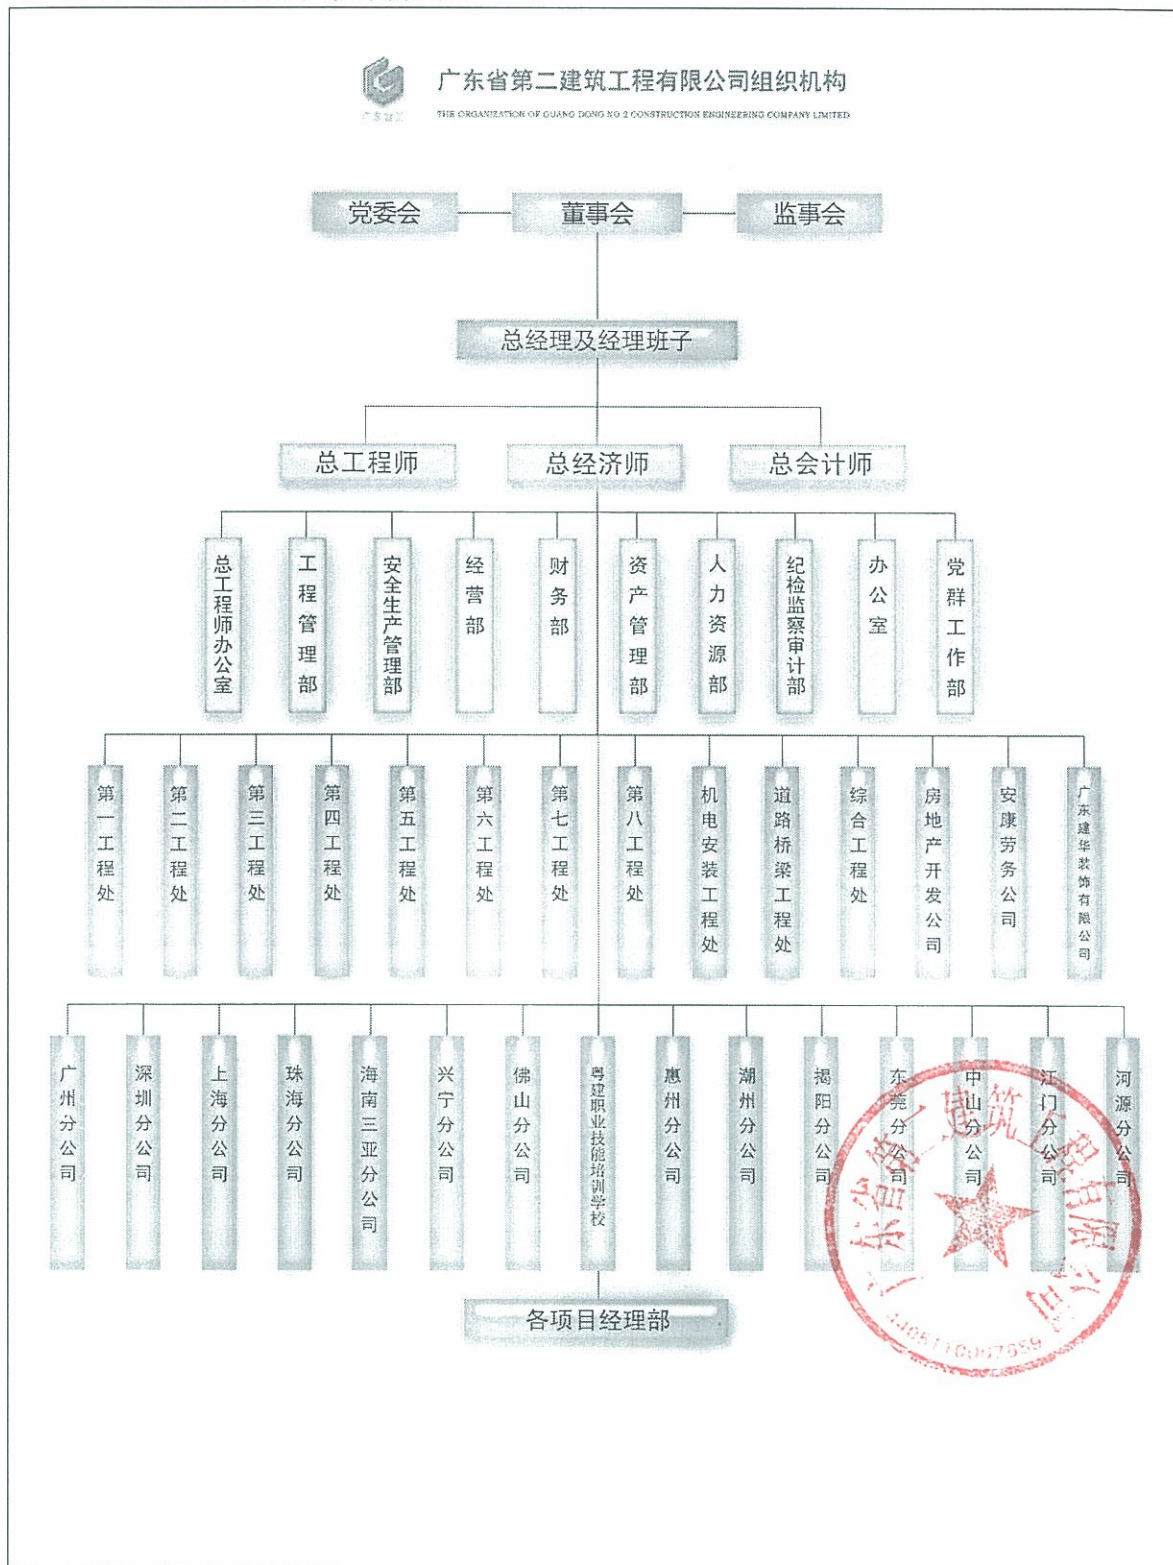 广东省第二建筑工程有限公司组织机构
THE ORGANIZATION OF GUANG DONG NO.2 CONSTRUCTION ENGINEERING COMPANY LIMITED
党委会
董事会
监事会
总经理及经理班子
总工程师
总经济师
总会计师
总工程师办公室
工程管理部
安全生产管理部
经营部
财务部
资产管理部
人力资源部
纪检监察审计部
办公室
党群工作部
第一工程处
第二工程处
第三工程处
第四工程处
第五工程处
第六工程处
第七工程处
第八工程处
机电安装工程处
道路桥梁工程处
综合工程处
房地产开发公司
安康劳务公司
广东建华装饰有限公司
广州分公司
深圳分公司
上海分公司
珠海分公司
海南三亚分公司
兴宁分公司
佛山分公司
粤建职业技能培训学校
惠州分公司
潮州分公司
揭阳分公司
东莞分公司
中山分公司
江门分公司
河源分公司
各项目经理部
广东省第二建筑工程有限公司